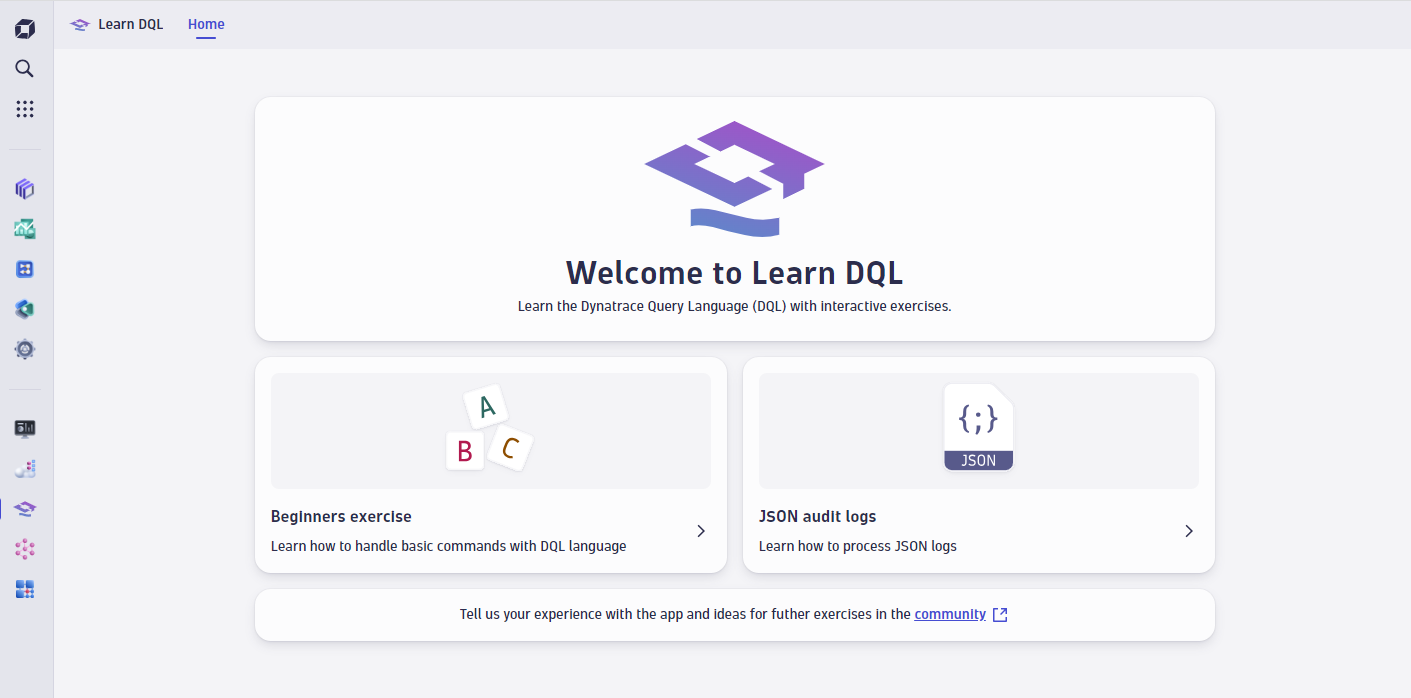 Learn DQL Home
Welcome to Learn DQL
Learn the Dynatrace Query Language (DQL) with interactive exercises.
A
B C
Beginners exercise
Learn how to handle basic commands with DQL language
{;}
JSON
JSON audit logs
Learn how to process JSON logs
Tell us your experience with the app and ideas for futher exercises in the community